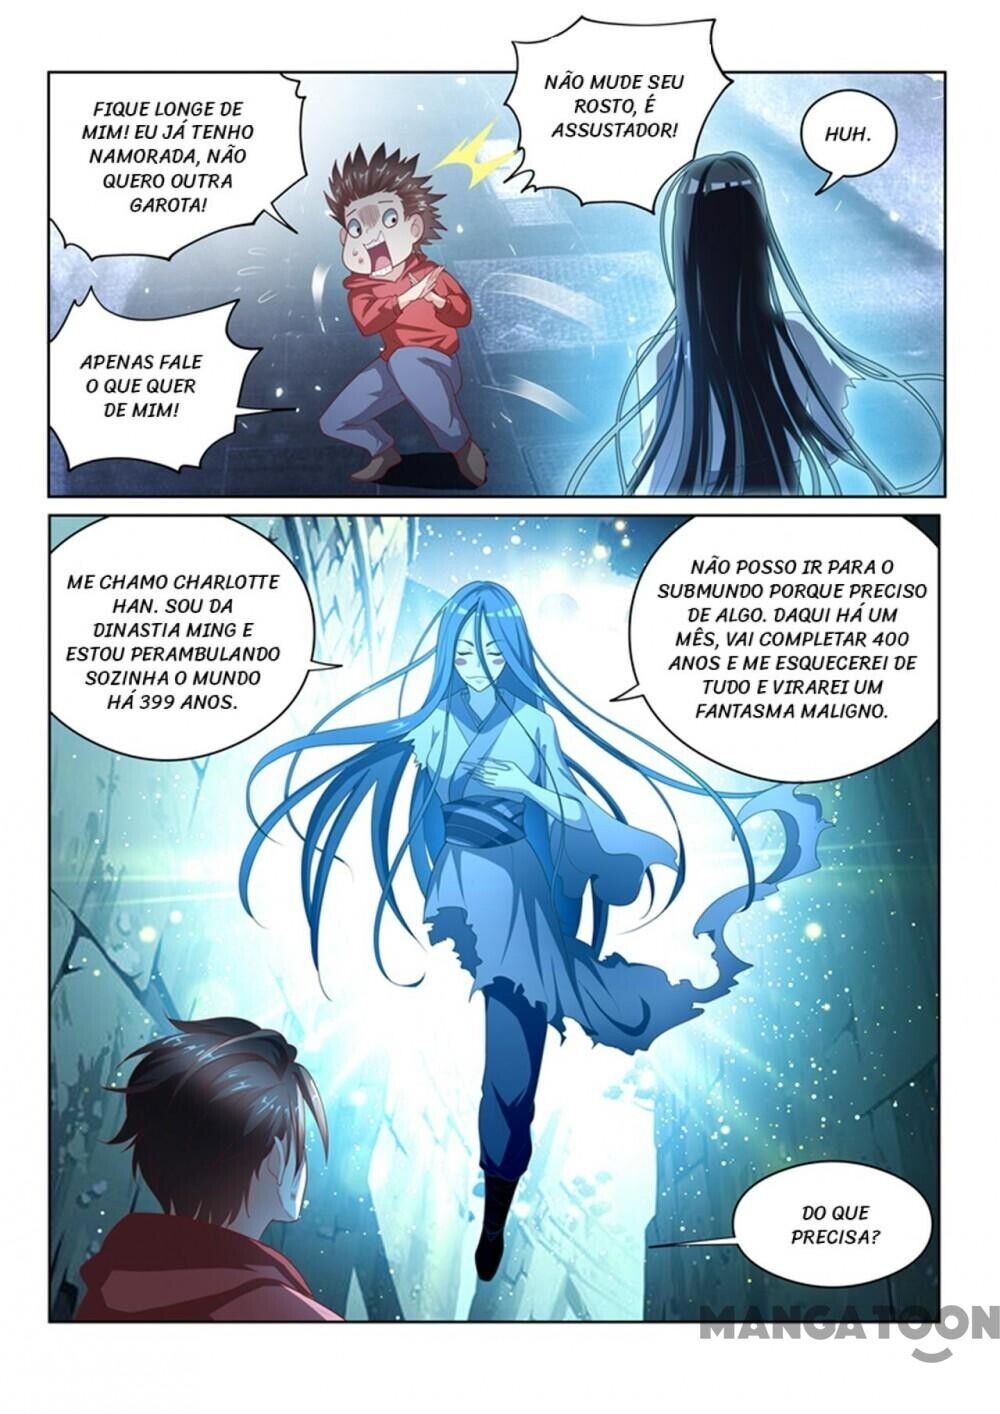 FIQUE LONGE DE
MIM! EU JÁ TENHO
NAMORADA, NÃO
QUERO OUTRA
GAROTA!
NÃO MUDE SEU
ROSTO, É
ASSUSTADOR!
HUH.
APENAS FALE
O QUE QUER
DE MIM!
ME CHAMO CHARLOTTE
HAN. SOU DA
DINASTIA MING E
ESTOU PERAMBULANDO
SOZINHA O MUNDO
HÁ 399 ANOS.
NÃO POSSO IR PARA O
SUBMUNDO PORQUE PRECISO
DE ALGO. DAQUI HÁ UM
MÊS, VAI COMPLETAR 400
ANOS E ME ESQUECEREI DE
TUDO E VIRAREI UM
FANTASMA MALIGNO.
DO QUE
PRECISA?
MANGATOON